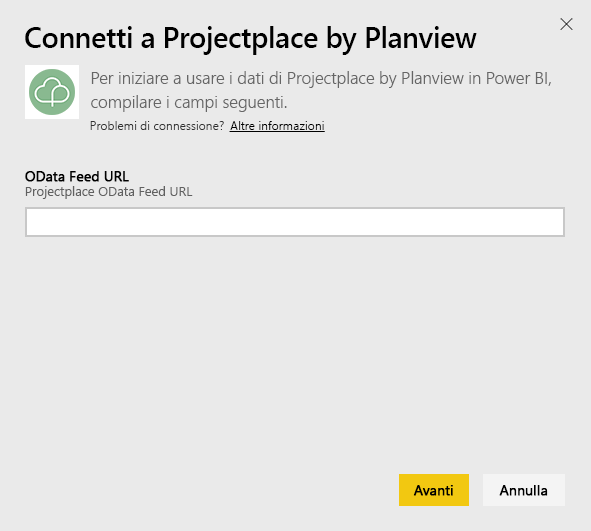 Connetti a Projectplace by Planview
Per iniziare a usare i dati di Projectplace by Planview in Power BI,
compilare i campi seguenti.
Problemi di connessione? Altre informazioni
OData Feed URL
Projectplace OData Feed URL
Avanti
Annulla